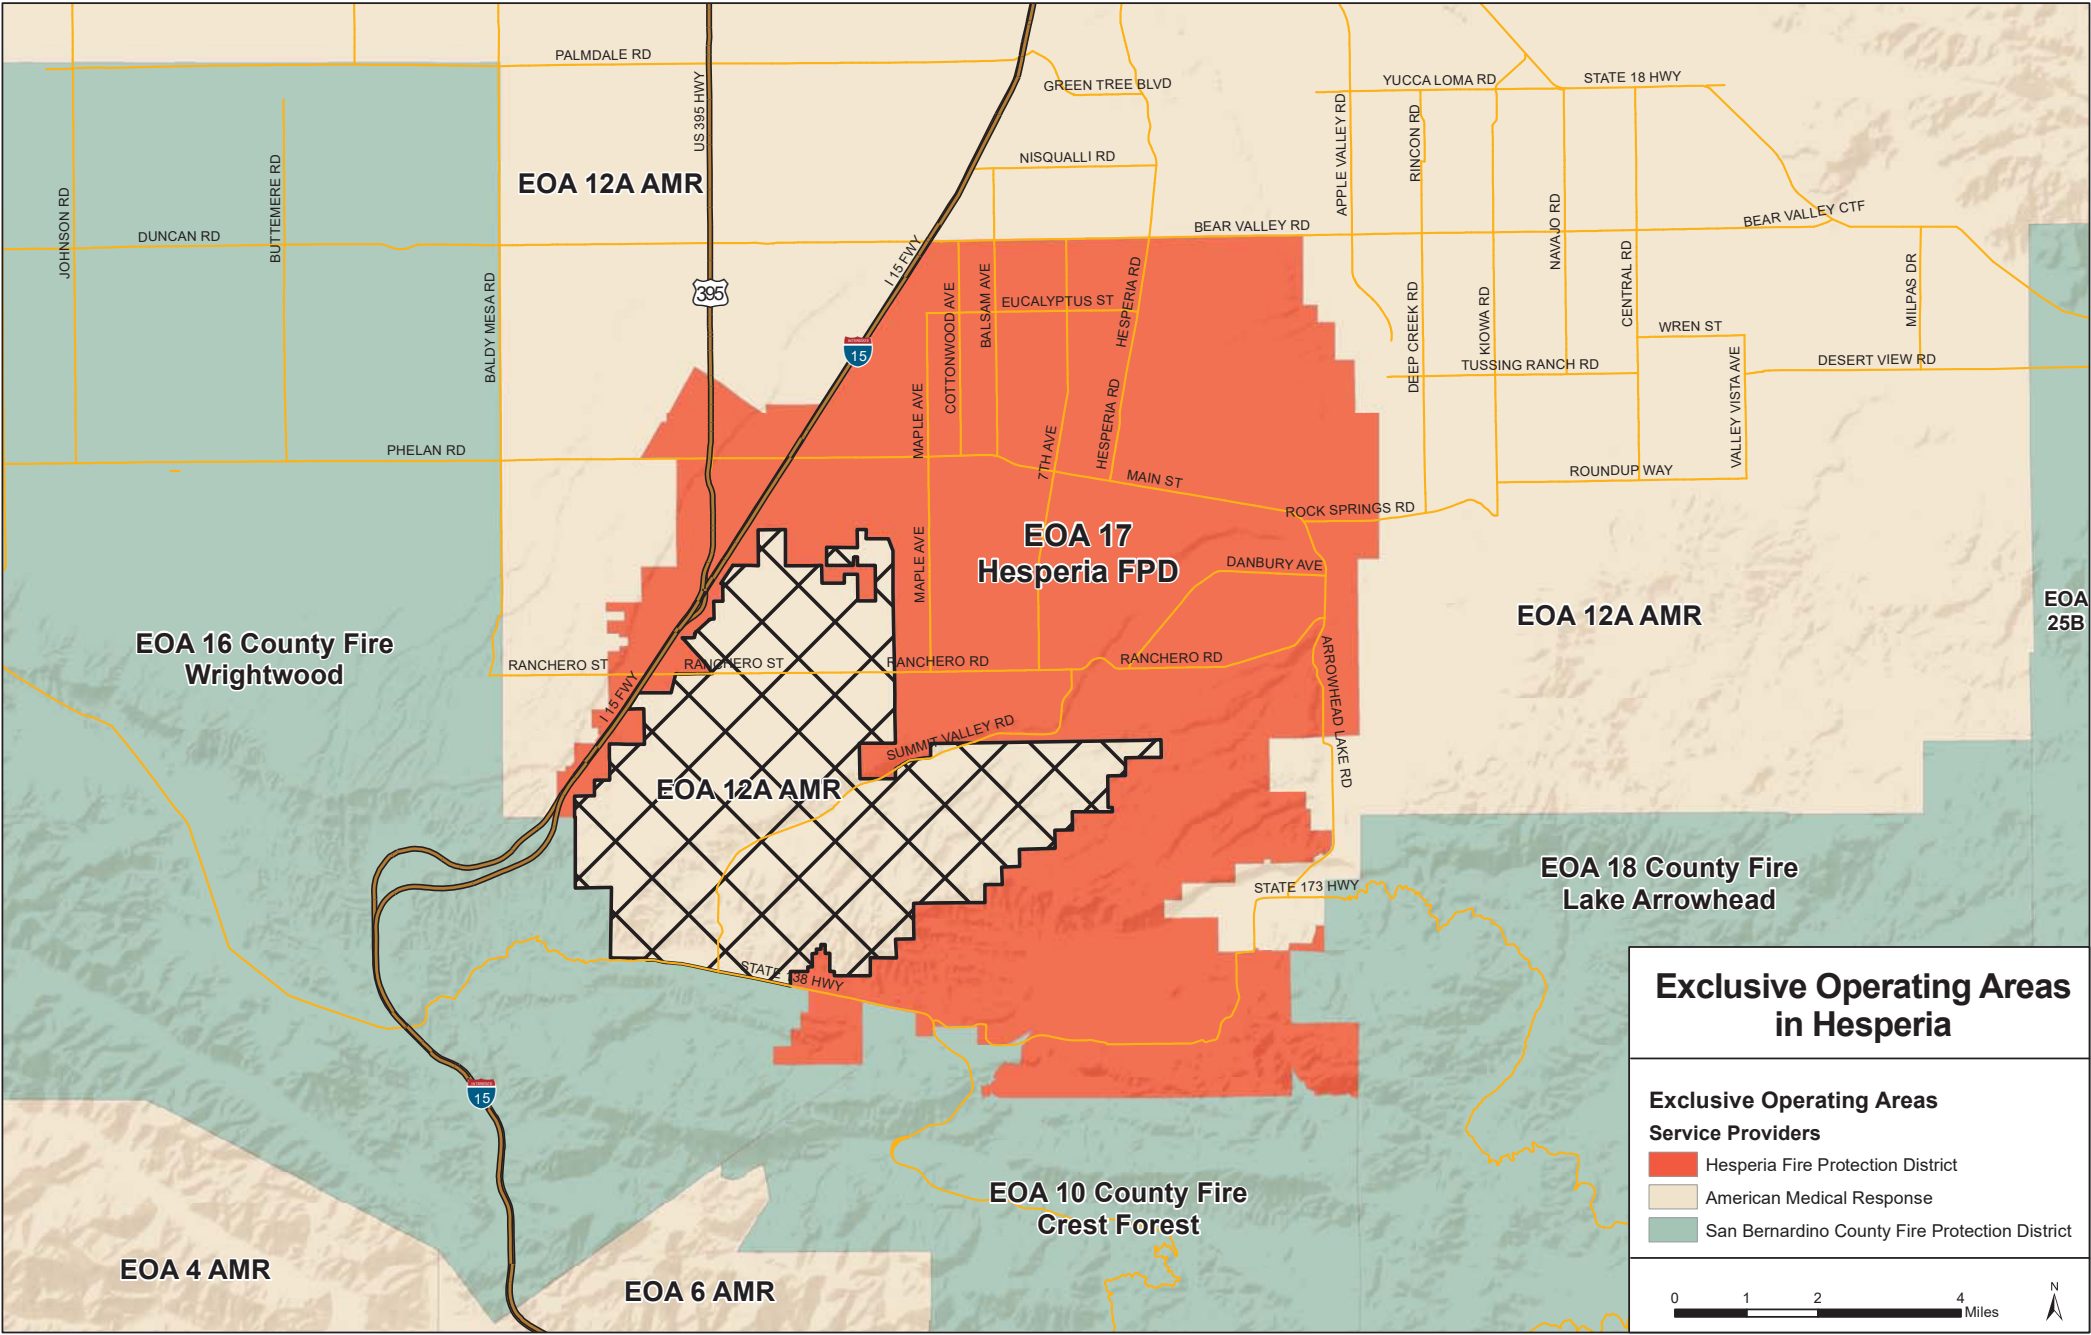 PALMDALE RD
US 395 HWY
GREEN TREE BLVD
YUCCA LOMA RD
STATE 18 HWY
APPLE VALLEY RD
RINCON RD
NISQUALLI RD
EOA 12A AMR
JOHNSON RD
BUTTEMERE RD
DUNCAN RD
NAVAJO RD
BEAR VALLEY RD
BEAR VALLEY CTF
I 15 FWY
CENTRAL RD
MILPAS DR
BALDY MESA RD
395
COTTONWOOD AVE
BALSAM AVE
EUCALYPTUS ST
HESPERIA RD
DEEP CREEK RD
KIOWA RD
WREN ST
15
TUSSING RANCH RD
VALLEY VISTA AVE
DESERT VIEW RD
MAPLE AVE
HESPERIA RD
7TH AVE
PHELAN RD
MAIN ST
ROUNDUP WAY
ROCK SPRINGS RD
EOA 17
Hesperia FPD
MAPLE AVE
DANBURY AVE
EOA 12A AMR
EOA
25B
EOA 16 County Fire
Wrightwood
RANCHERO ST
RANCHERO ST
RANCHERO RD
RANCHERO RD
ARROWHEAD LAKE RD
I 15 FWY
SUMMIT VALLEY RD
EOA 12A AMR
EOA 18 County Fire
Lake Arrowhead
STATE 173 HWY
STATE 138 HWY
15
EOA 10 County Fire
Crest Forest
EOA 4 AMR
EOA 6 AMR
Exclusive Operating Areas
in Hesperia
Exclusive Operating Areas
Service Providers
Hesperia Fire Protection District
American Medical Response
San Bernardino County Fire Protection District
0 1 2 4
Miles
N